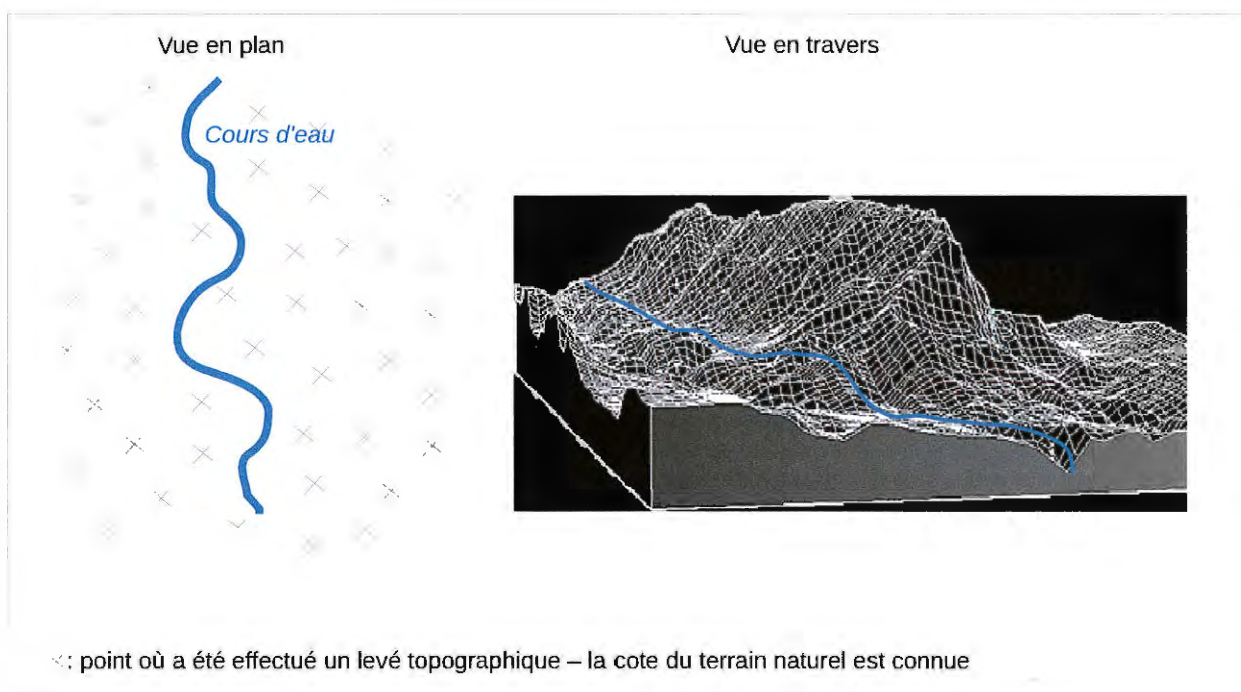 Vue en plan
Vue en travers
Cours d'eau
: point où a été effectué un levé topographique – la cote du terrain naturel est connue